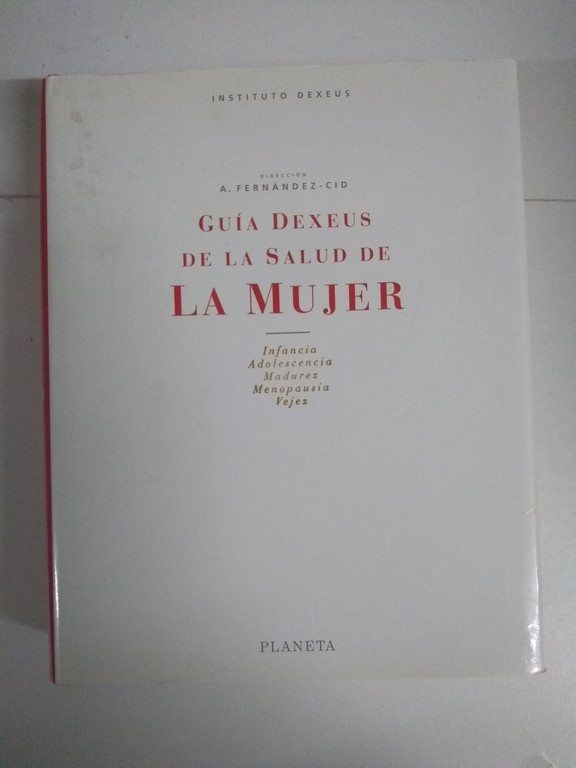 INSTITUTO DEXEUS
DIRECCIÓN
A. FERNÁNDEZ-CID
GUÍA DEXEUS
DE LA SALUD DE
LA MUJER
Infancia
Adolescencia
Madurez
Menopausia
Vejez
PLANETA